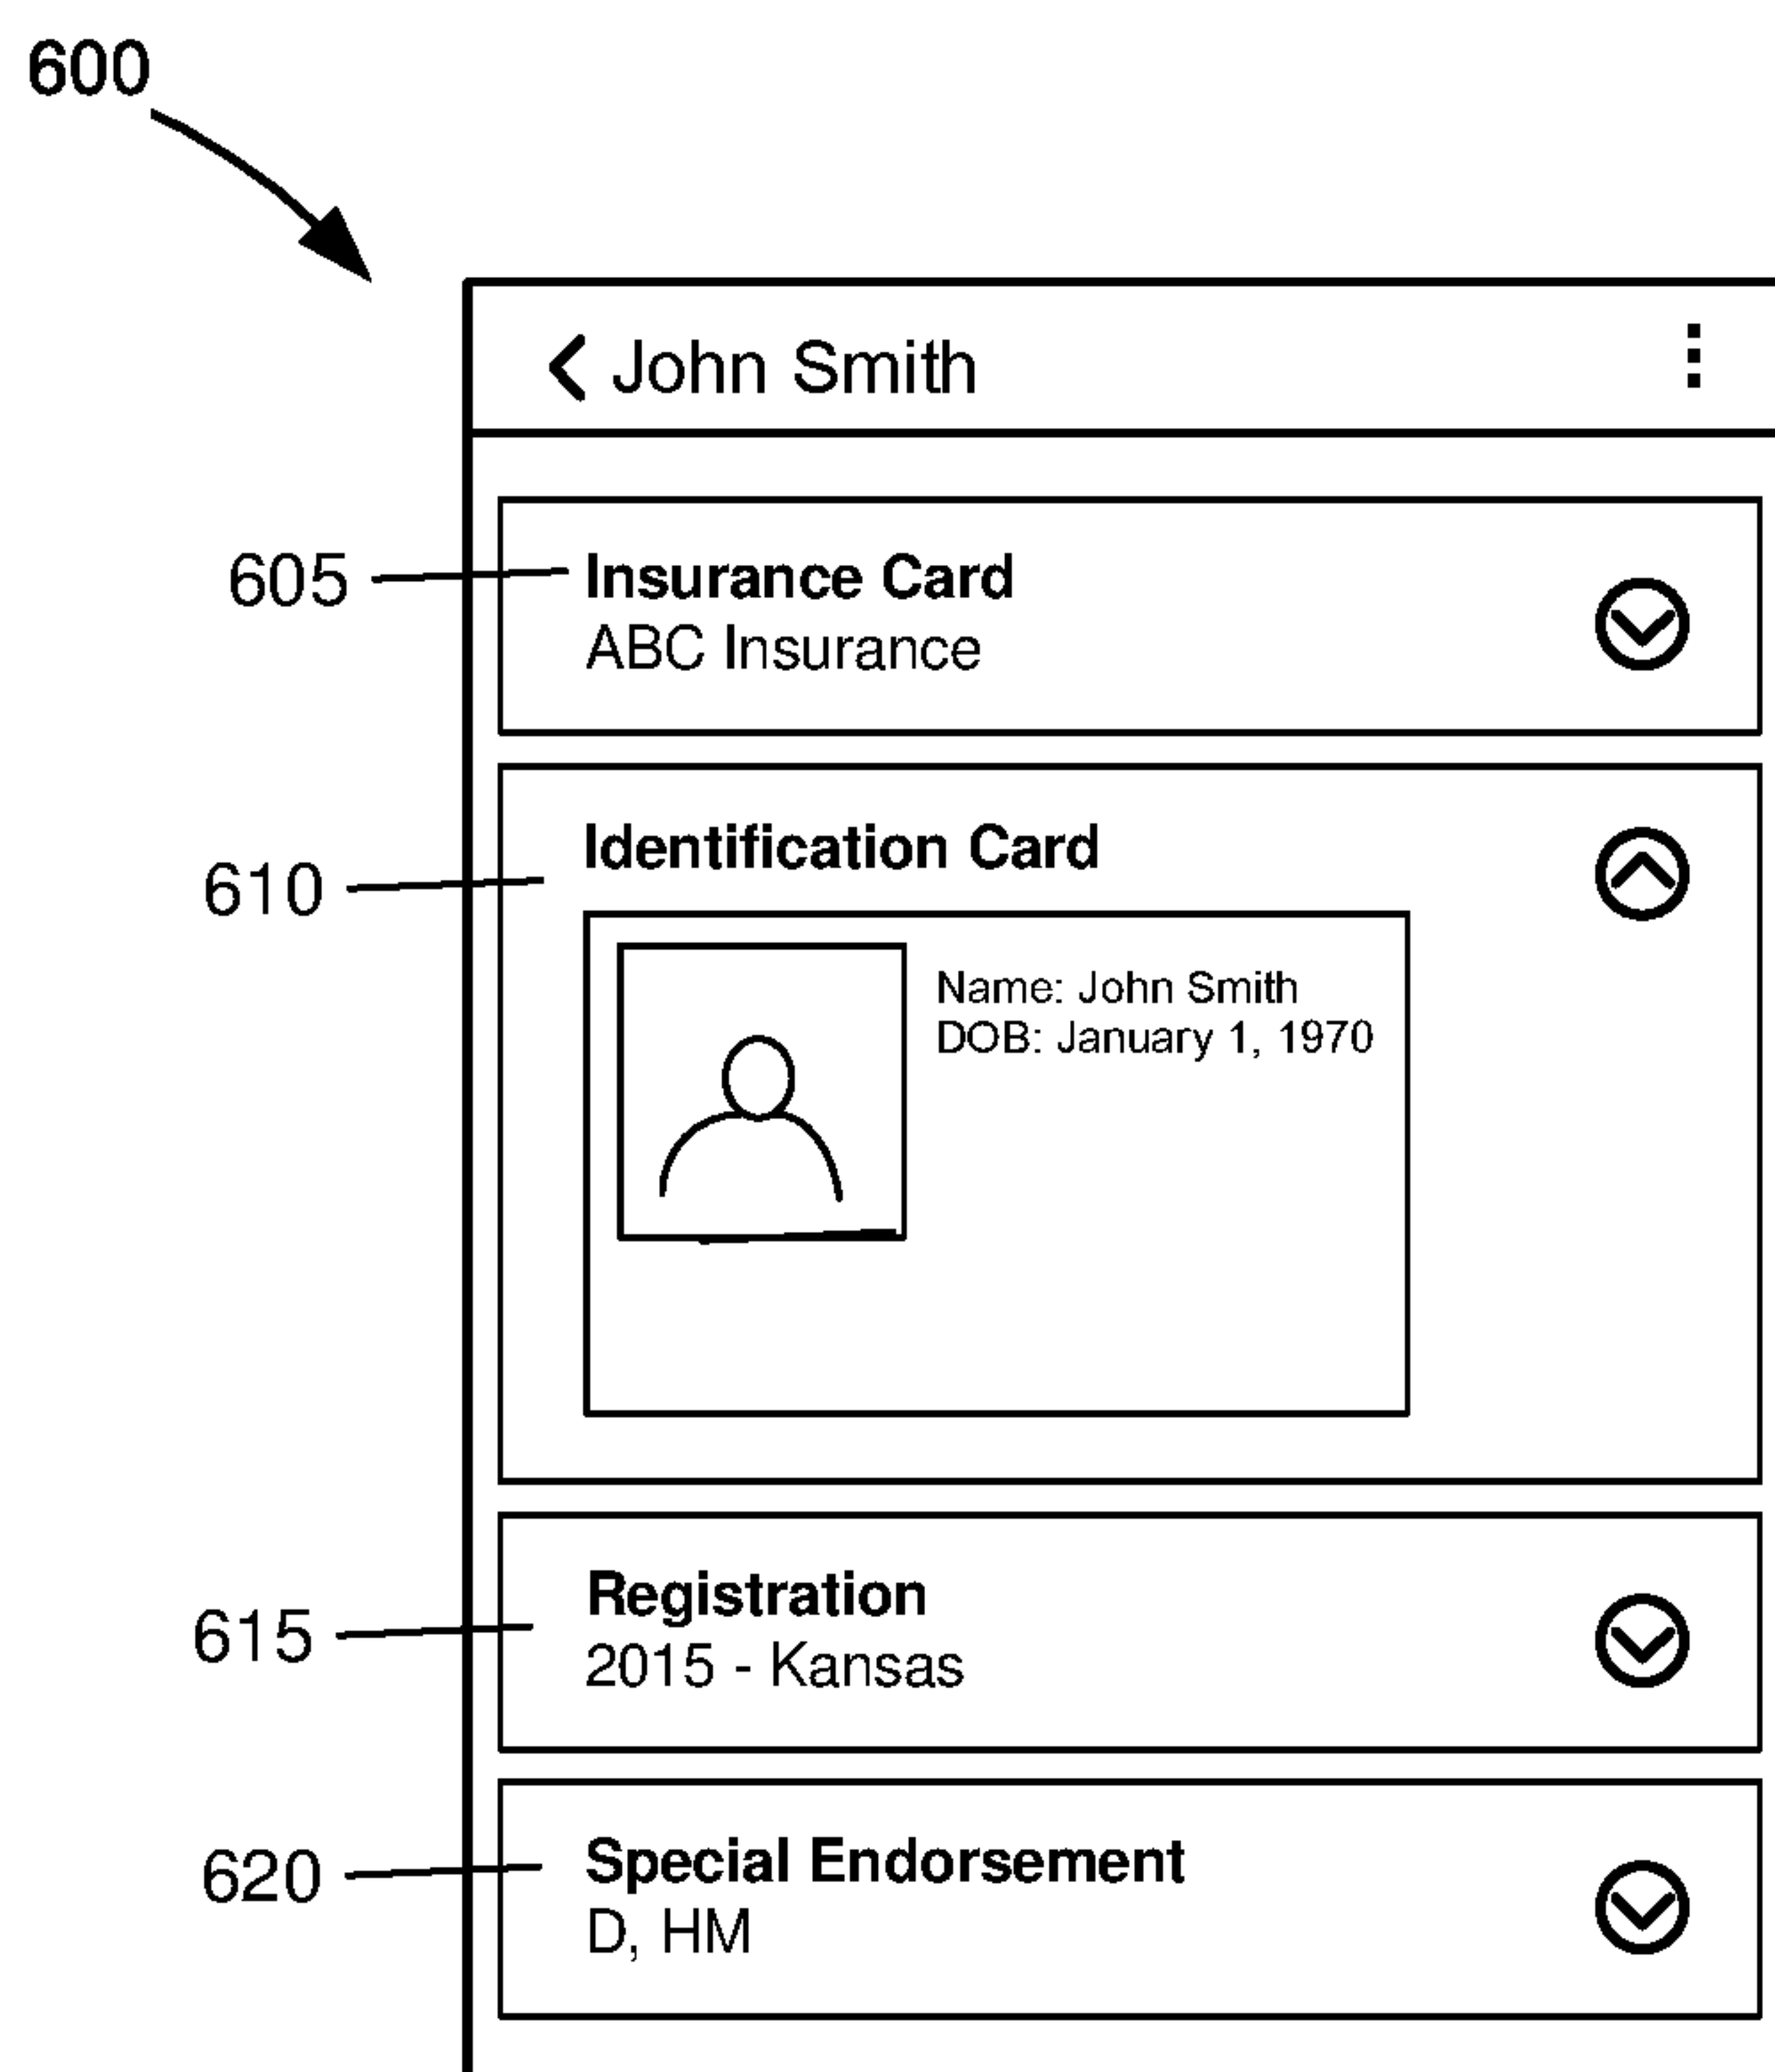 600
John Smith
605
Insurance Card
ABC Insurance
610
Identification Card
Name: John Smith
DOB: January 1, 1970
615
Registration
2015 - Kansas
620
Special Endorsement
D, HM